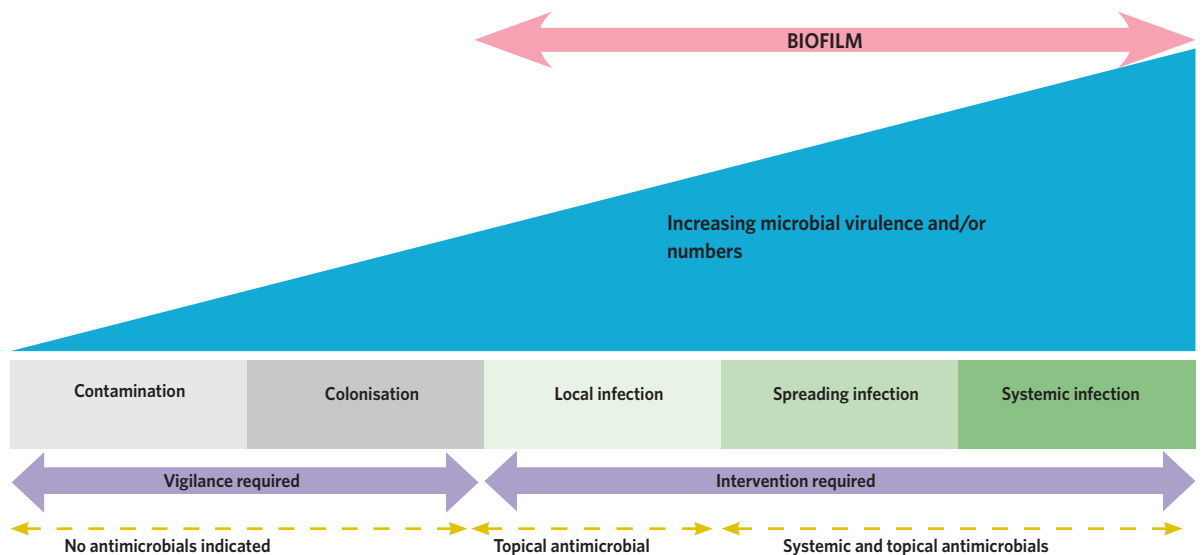 BIOFILM
Increasing microbial virulence and/or
numbers
Contamination
Colonisation
Local infection
Spreading infection
Systemic infection
Vigilance required
Intervention required
No antimicrobials indicated
Topical antimicrobial
Systemic and topical antimicrobials